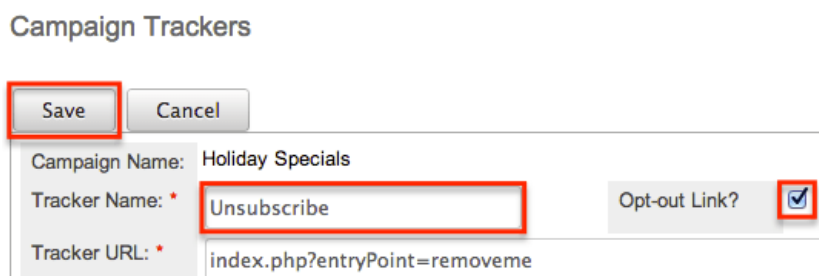 Campaign Trackers
Save Cancel
Campaign Name: Holiday Specials
Tracker Name: * Unsubscribe Opt-out Link?
Tracker URL: * index.php?entryPoint=removeme